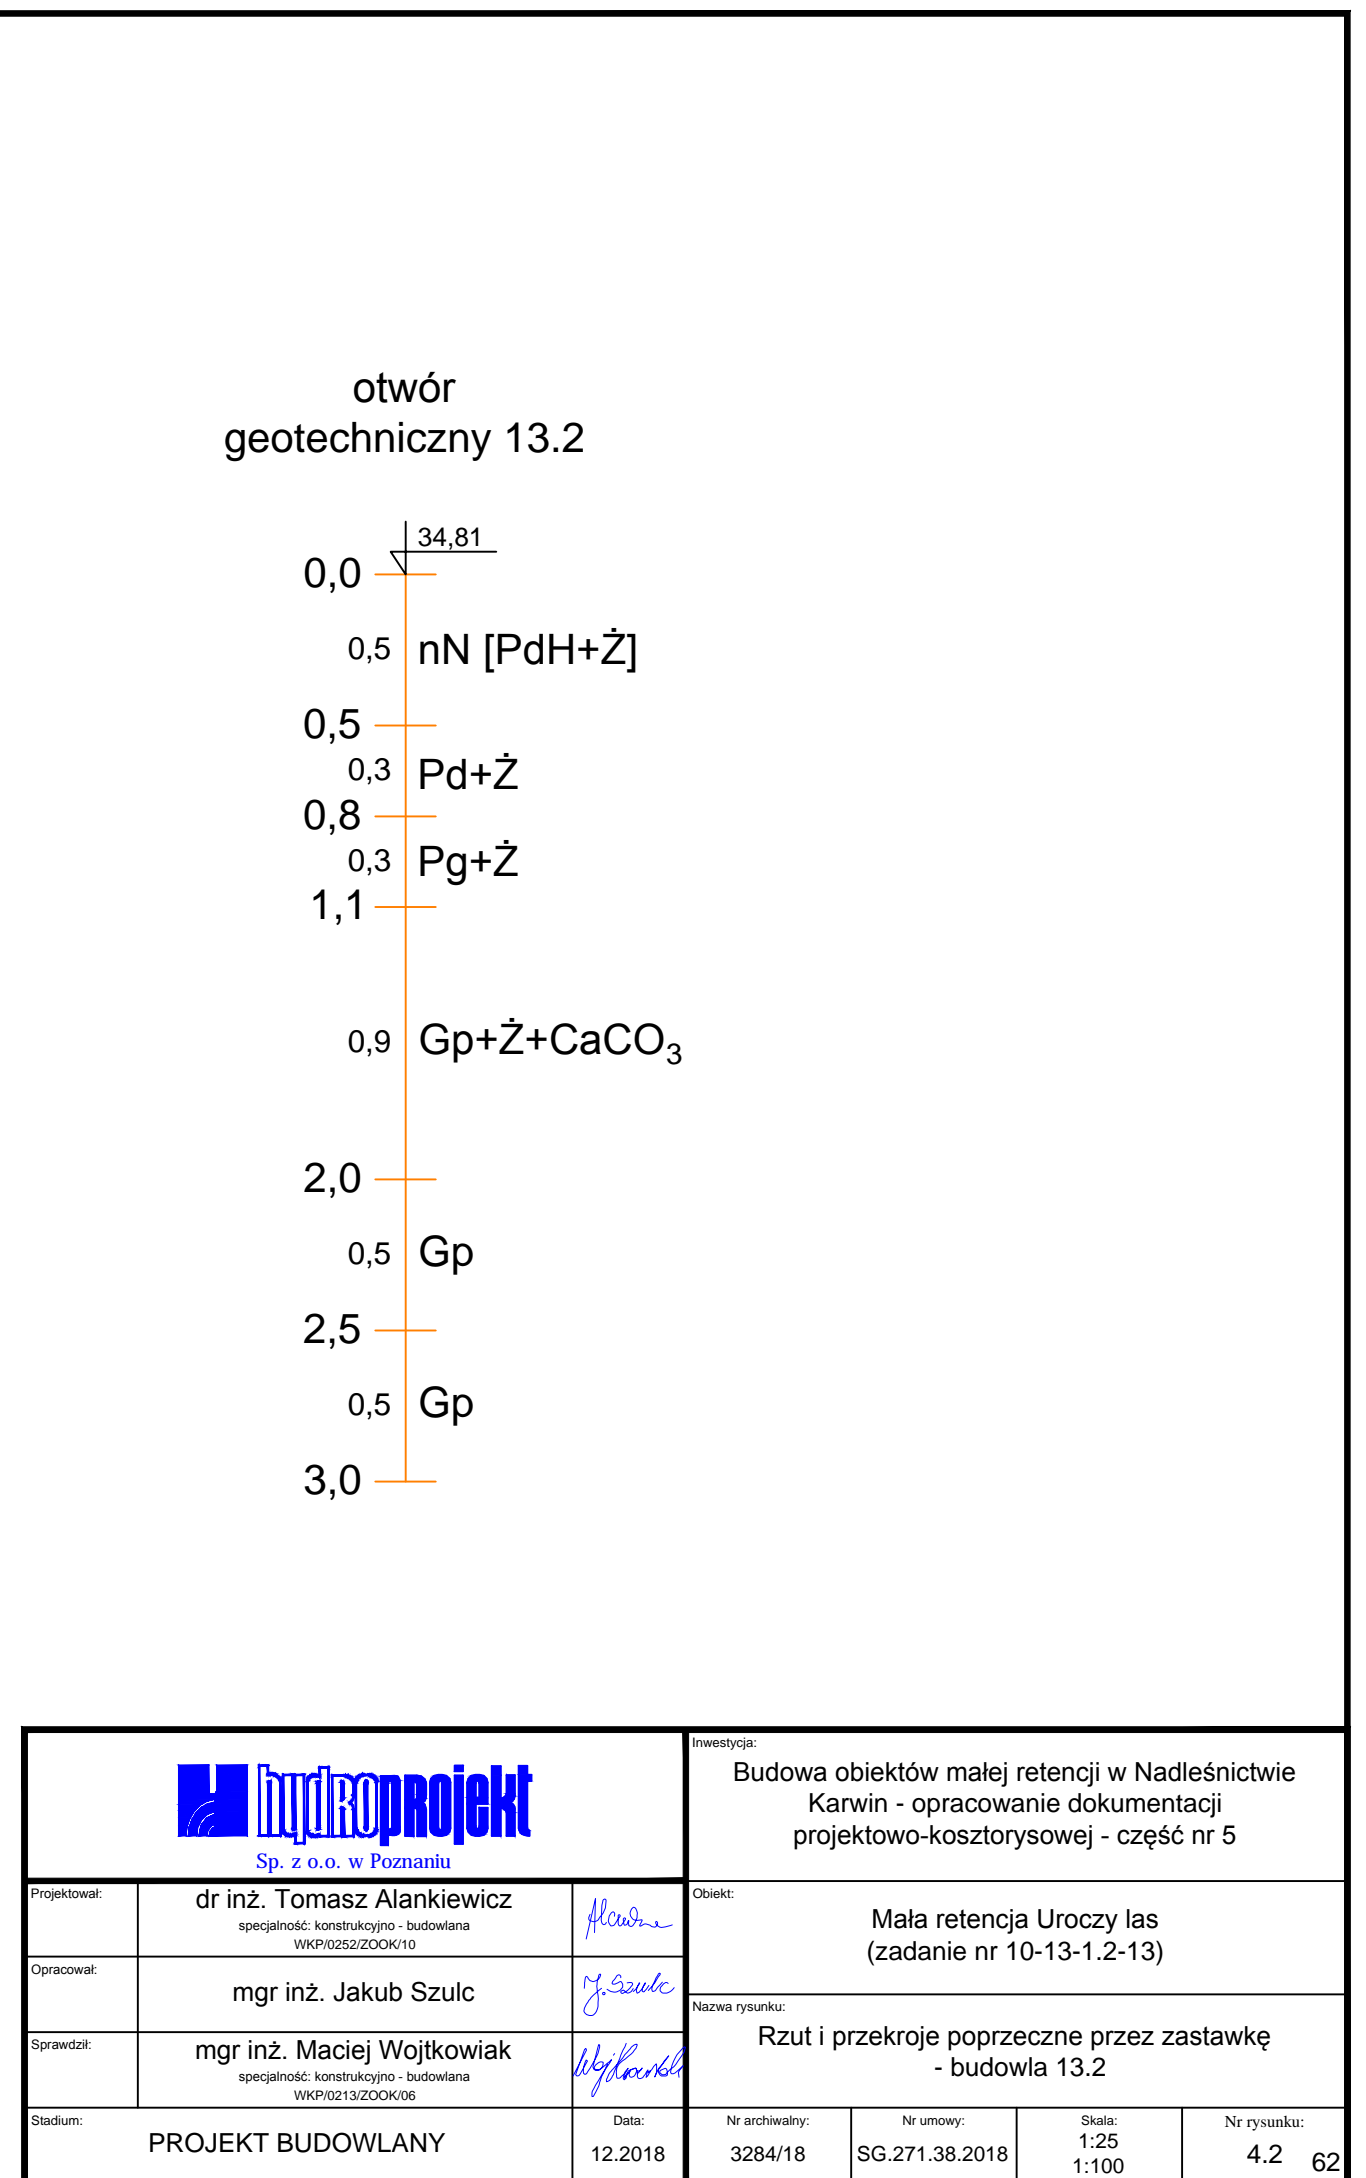 otwór
geotechniczny 13.2
34,81
0,0
0,5 nN [PdH+Ż]
0,5
0,3 Pd+Ż
0,8
0,3 Pg+Ż
1,1
0,9 Gp+Ż+CaCO₃
2,0
0,5 Gp
2,5
0,5 Gp
3,0
hydroprojekt
Sp. z o.o. w Poznaniu
Inwestycja:
Budowa obiektów małej retencji w Nadleśnictwie
Karwin - opracowanie dokumentacji
projektowo-kosztorysowej - część nr 5
Projektował:
dr inż. Tomasz Alankiewicz
specjalność: konstrukcyjno - budowlana
WKP/0252/ZOOK/10
Obiekt:
Mała retencja Uroczy las
(zadanie nr 10-13-1.2-13)
Opracował:
mgr inż. Jakub Szulc
J. Szulc
Nazwa rysunku:
Rzut i przekroje poprzeczne przez zastawkę
- budowla 13.2
Sprawdził:
mgr inż. Maciej Wojtkowiak
specjalność: konstrukcyjno - budowlana
WKP/0213/ZOOK/06
Stadium:
PROJEKT BUDOWLANY
Data:
12.2018
Nr archiwalny:
3284/18
Nr umowy:
SG.271.38.2018
Skala:
1:25
1:100
Nr rysunku:
4.2
62